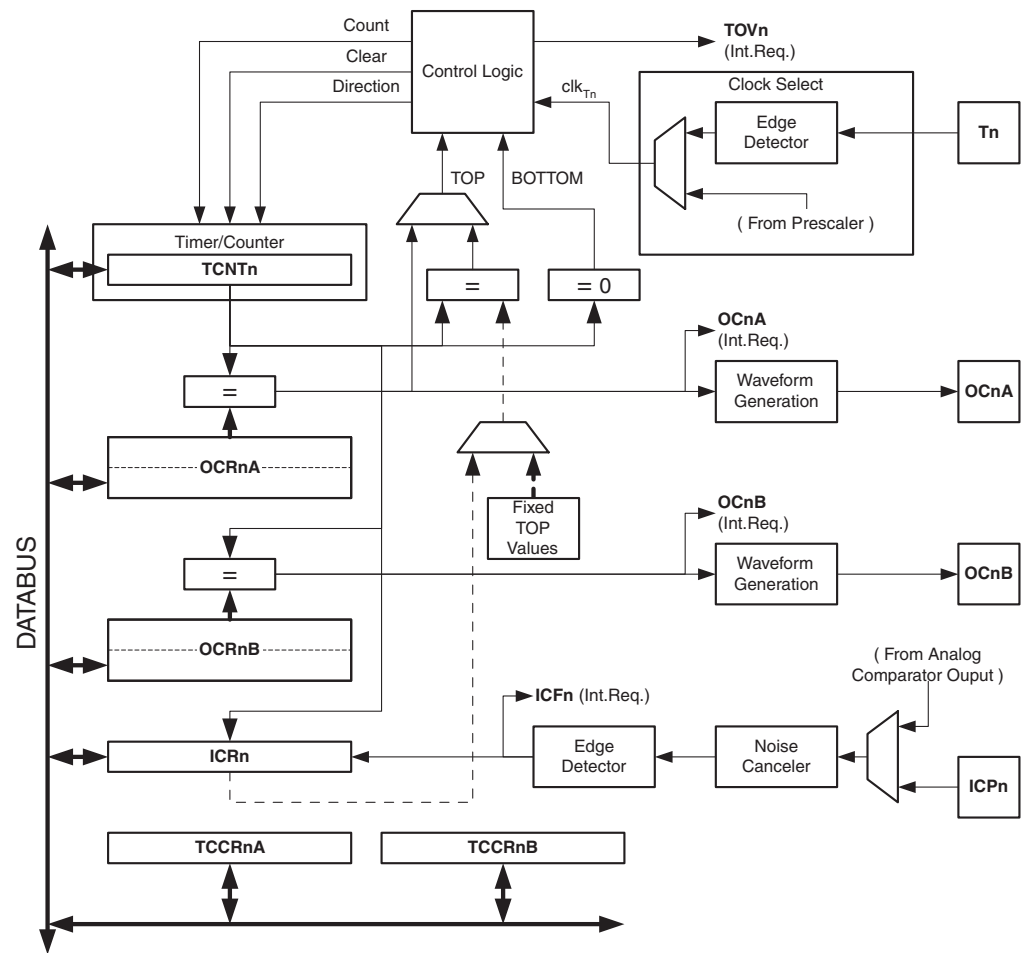 Count
Clear
Direction
Control Logic
TOVn
(Int.Req.)
clkTn
Clock Select
Edge
Detector
Tn
( From Prescaler )
TOP
BOTTOM
Timer/Counter
TCNTn
=
= 0
OCnA
(Int.Req.)
=
Waveform
Generation
OCnA
OCRnA
Fixed
TOP
Values
OCnB
(Int.Req.)
=
Waveform
Generation
OCnB
OCRnB
DATABUS
( From Analog
Comparator Ouput )
ICFn (Int.Req.)
ICRn
Edge
Detector
Noise
Canceler
ICPn
TCCRnA
TCCRnB